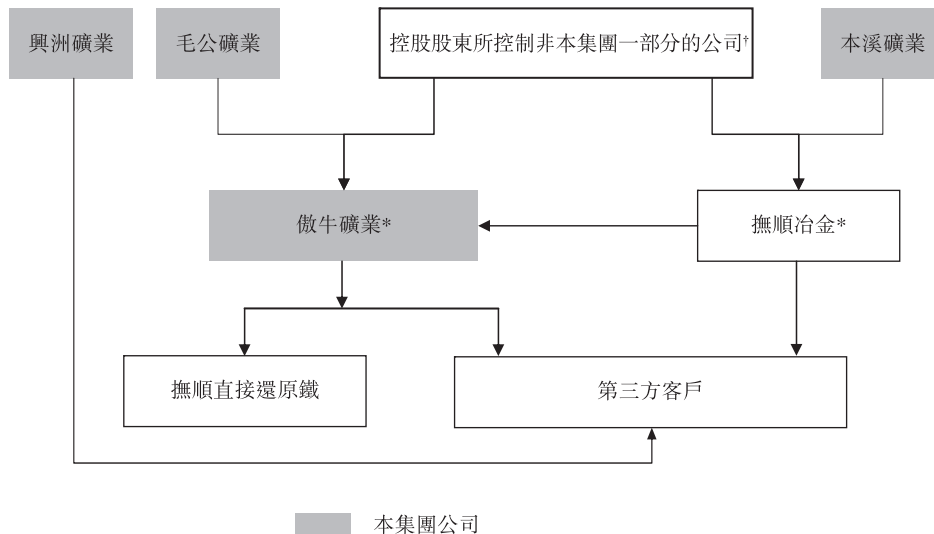 興洲礦業
毛公礦業
控股股東所控制非本集團一部分的公司†
本溪礦業
傲牛礦業*
撫順冶金*
撫順直接還原鐵
第三方客戶
本集團公司